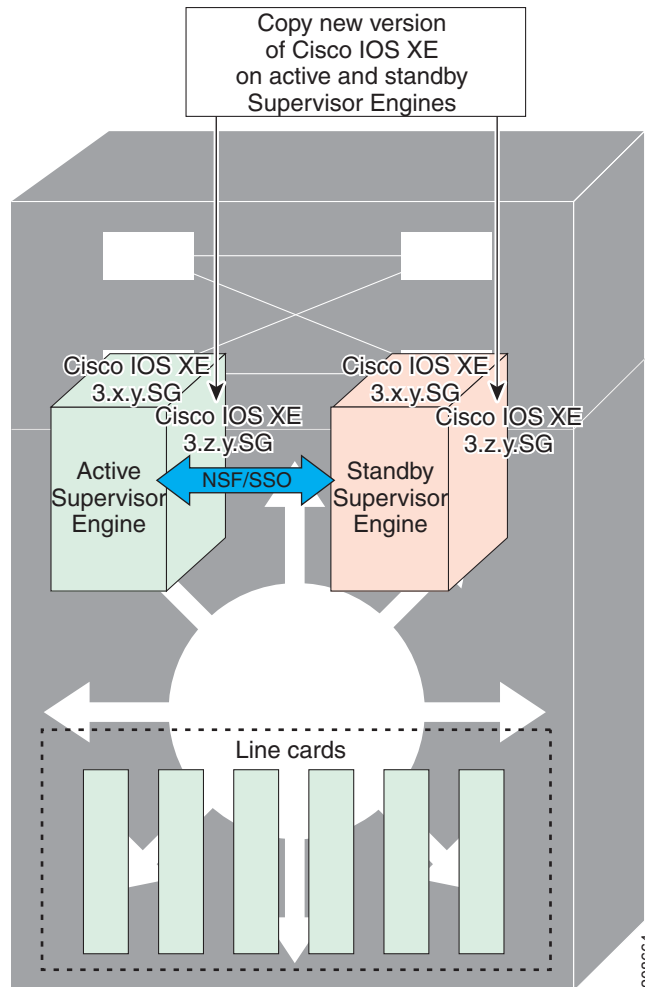 Copy new version
of Cisco IOS XE
on active and standby
Supervisor Engines
Cisco IOS XE
3.x.y.SG
Cisco IOS XE
3.z.y.SG
Cisco IOS XE
3.x.y.SG
Cisco IOS XE
3.z.y.SG
Active
Supervisor
Engine
NSF/SSO
Standby
Supervisor
Engine
Line cards